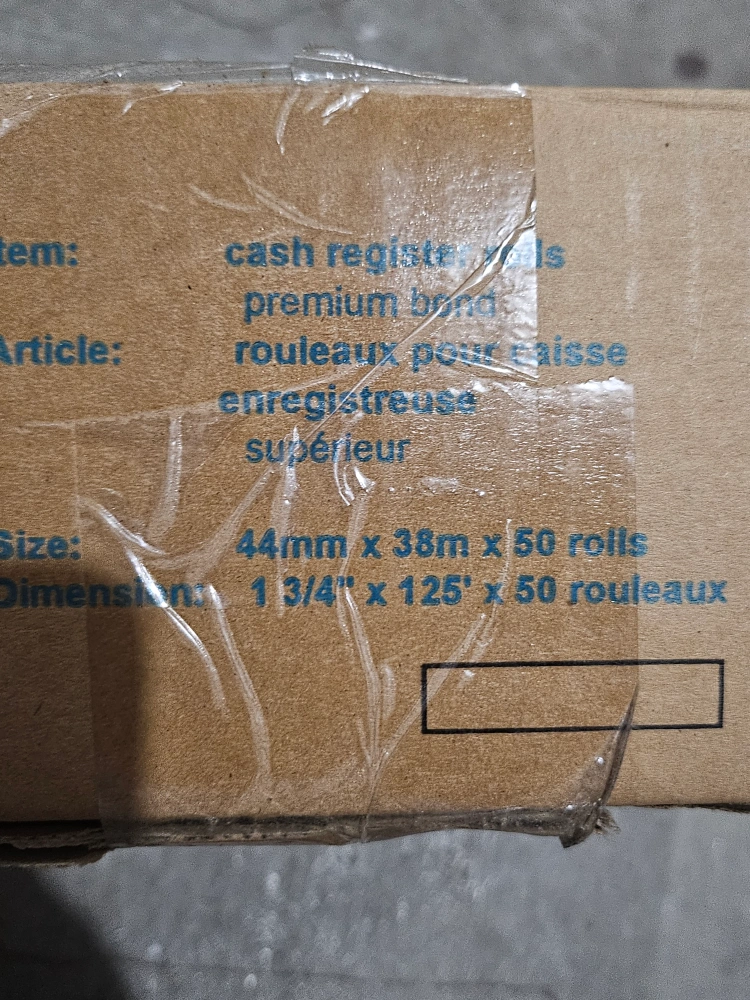 tem: cash register rolls
premium bond
Article: rouleaux pour caisse
enregistreuse
supérieur
Size: 44mm x 38m x 50 rolls
Dimension: 1 3/4" x 125' x 50 rouleaux